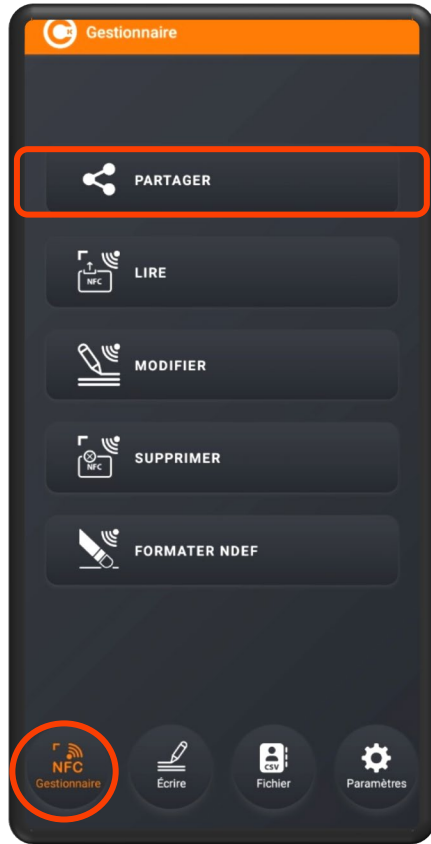 Gestionnaire
PARTAGER
NFC
LIRE
MODIFIER
NFC
SUPPRIMER
FORMATER NDEF
NFC
Gestionnaire
Écrire
CSV
Fichier
Paramètres